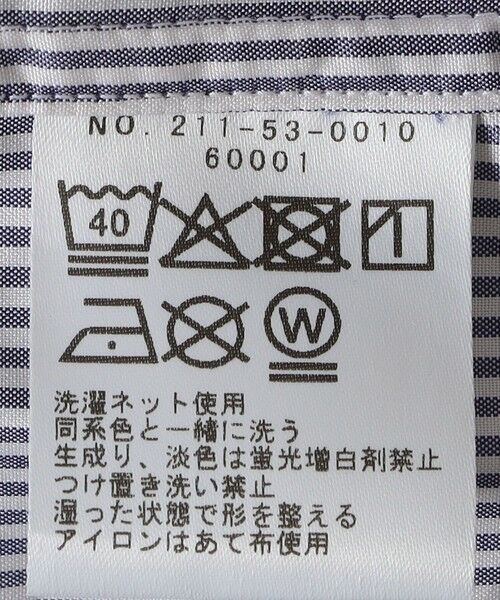 NO. 211-53-0010
60001
40
W
洗濯ネット使用
同系色と一緒に洗う
生成り、淡色は蛍光増白剤禁止
つけ置き洗い禁止
湿った状態で形を整える
アイロンはあて布使用